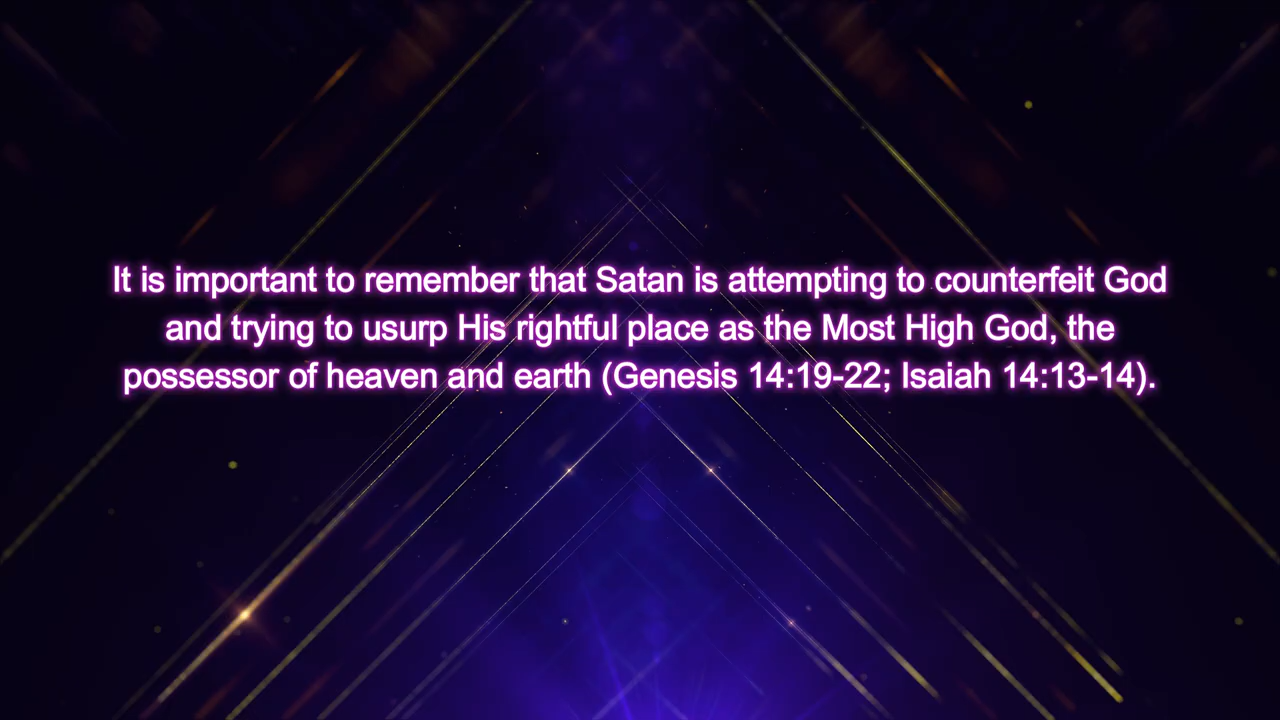 It is important to remember that Satan is attempting to counterfeit God
and trying to usurp His rightful place as the Most High God, the
possessor of heaven and earth (Genesis 14:19-22; Isaiah 14:13-14).